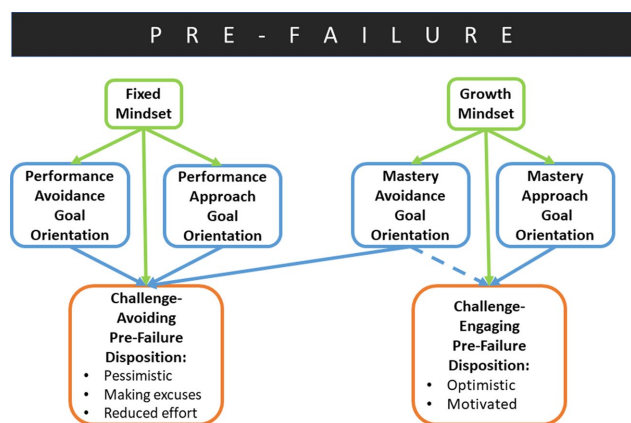 PRE-FAILURE
Fixed
Mindset
Growth
Mindset
Performance
Avoidance
Goal
Orientation
Performance
Approach
Goal
Orientation
Mastery
Avoidance
Goal
Orientation
Mastery
Approach
Goal
Orientation
Challenge-
Avoiding
Pre-Failure
Disposition:
• Pessimistic
• Making excuses
• Reduced effort
Challenge-
Engaging
Pre-Failure
Disposition:
• Optimistic
• Motivated